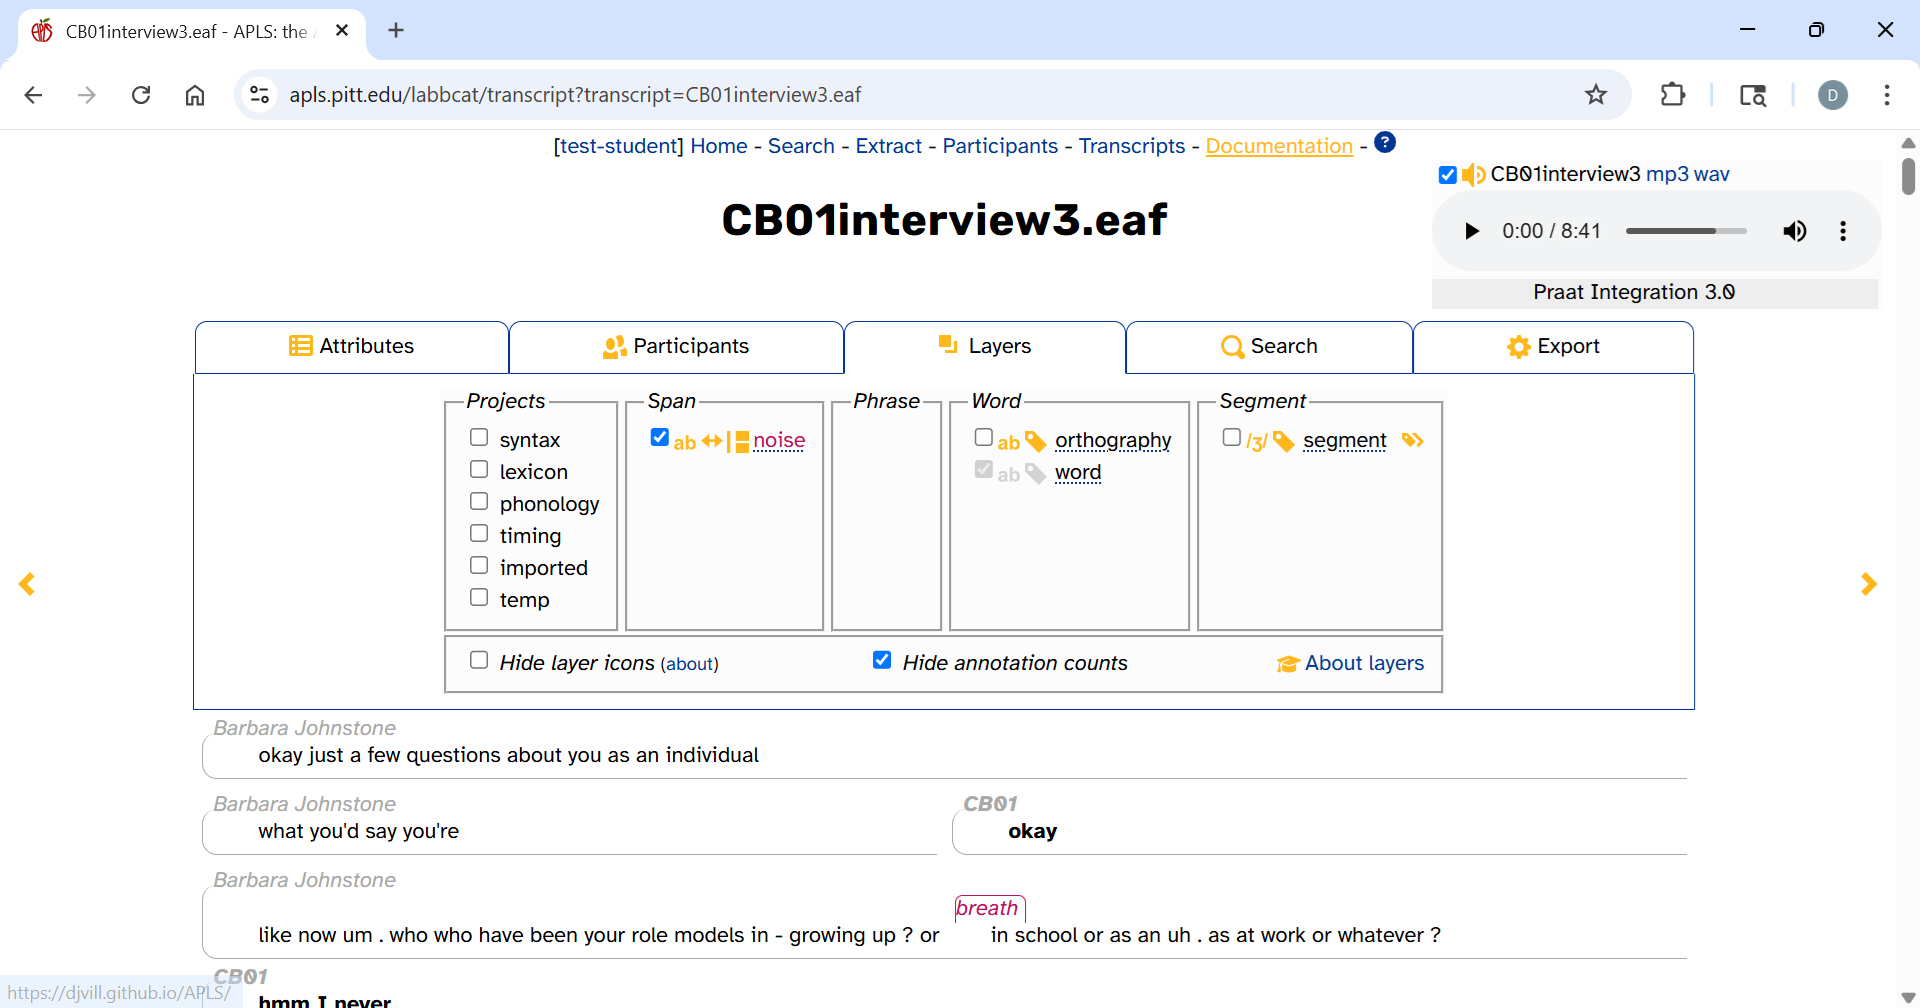 CB01interview3.eaf - APLS: the
apls.pitt.edu/labbcat/transcript?transcript=CB01interview3.eaf
D
[test-student] Home - Search - Extract - Participants - Transcripts - Documentation - ?
CB01interview3 mp3 wav
CB01interview3.eaf
0:00 / 8:41
Praat Integration 3.0
Attributes Participants Layers Search Export
Projects Span Phrase Word Segment
syntax ab noise ab orthography /ʒ/ segment
lexicon ab word
phonology
timing
imported
temp
Hide layer icons (about) Hide annotation counts About layers
Barbara Johnstone
okay just a few questions about you as an individual
Barbara Johnstone CB01
what you'd say you're okay
Barbara Johnstone
breath
like now um . who who have been your role models in - growing up ? or in school or as an uh . as at work or whatever ?
CB01
hmm I never
https://djvill.github.io/APLS/